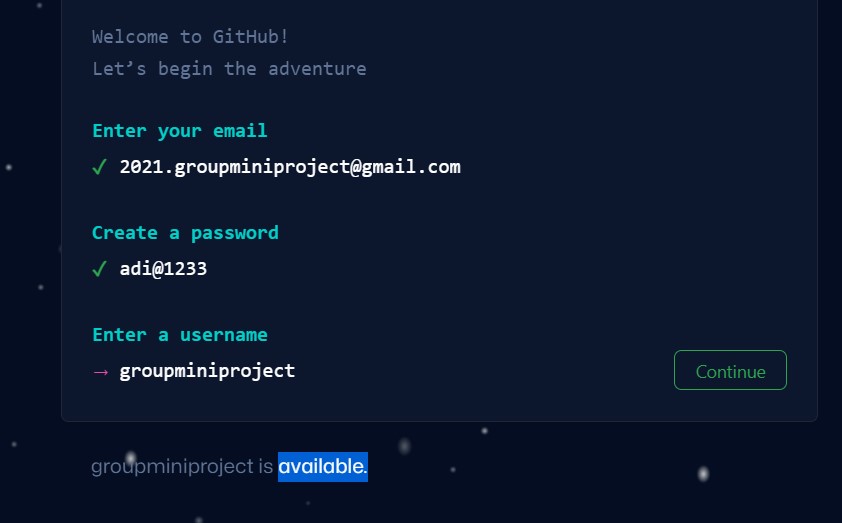 Welcome to GitHub!
Let’s begin the adventure
Enter your email
✓ 2021.groupminiproject@gmail.com
Create a password
✓ adi@1233
Enter a username
→ groupminiproject
Continue
groupminiproject is available.